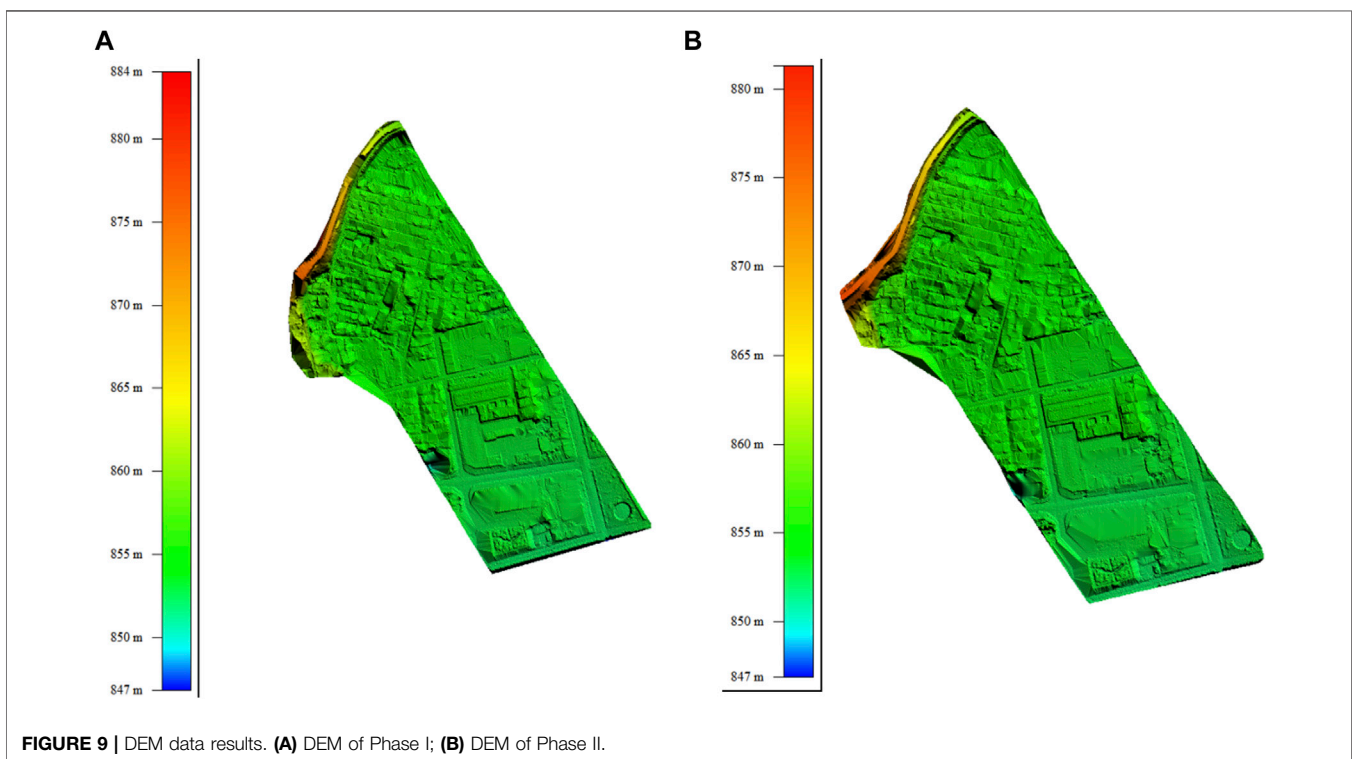 A
884 m
880 m
875 m
870 m
865 m
860 m
855 m
850 m
847 m
B
880 m
875 m
870 m
865 m
860 m
855 m
850 m
847 m
FIGURE 9 | DEM data results. (A) DEM of Phase I; (B) DEM of Phase II.